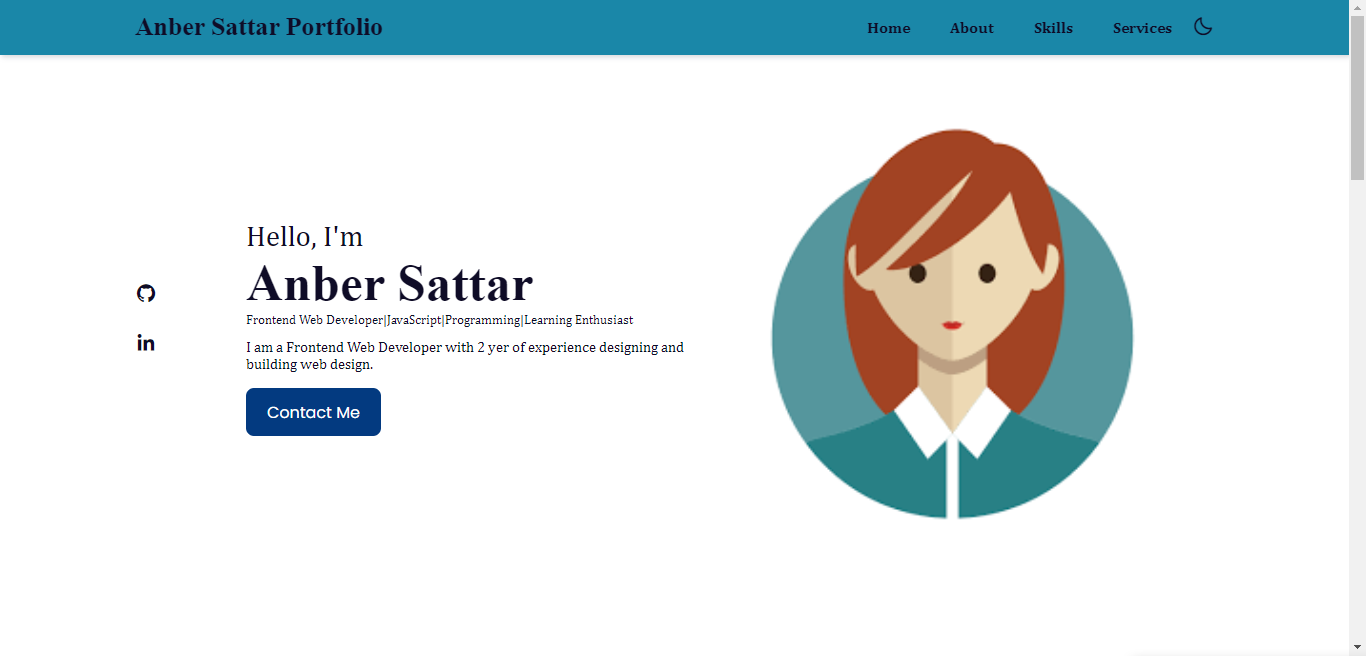 Anber Sattar Portfolio
Home About Skills Services
Hello, I'm
Anber Sattar
Frontend Web Developer|JavaScript|Programming|Learning Enthusiast
I am a Frontend Web Developer with 2 yer of experience designing and
building web design.
Contact Me
in